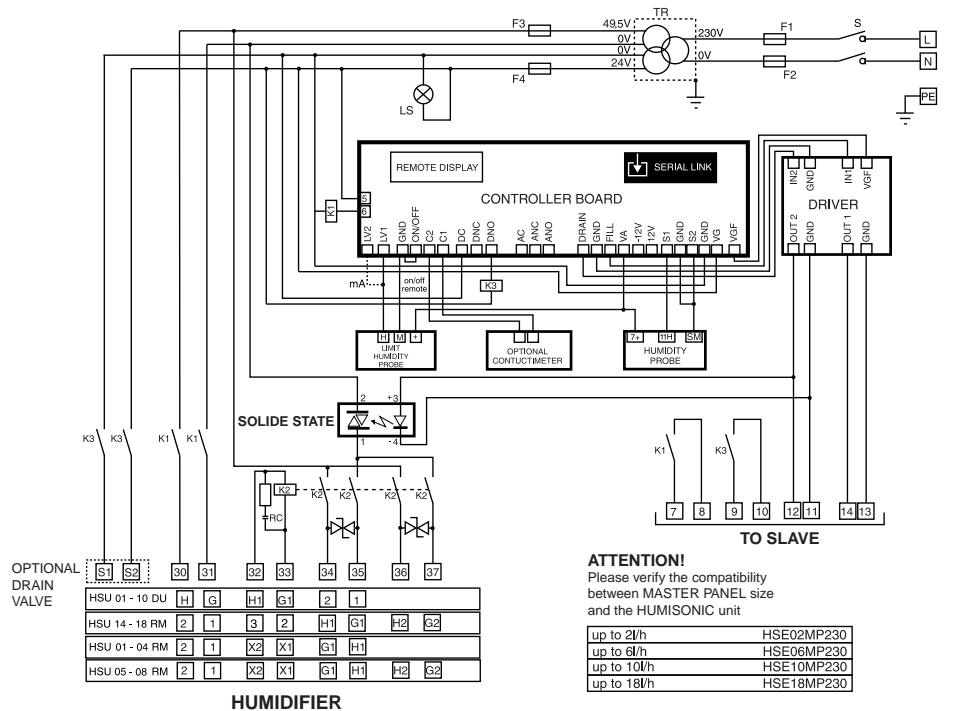 TR
F3
49,5V
0V
0V
24V
230V
0V
F1
S
L
F2
N
PE
F4
LS
REMOTE DISPLAY
SERIAL LINK
CONTROLLER BOARD
5
6
K1
LV2
LV1
GND
ON/OFF
C2
C1
DC
DNC
DNO
AC
ANC
ANO
DRAIN
GND
FILL
VA
-12V
12V
S1
GND
S2
GND
VG
VGF
IN2
GND
IN1
VGF
DRIVER
OUT 2
GND
OUT 1
GND
mA
on/off
remote
K3
H M +
LIMIT
HUMIDITY
PROBE
OPTIONAL
CONTUCTIMETER
7+ 11H SM
HUMIDITY
PROBE
SOLIDE STATE
2 +3
1 -4
K3 K3 K1 K1
K2
RC
K2 K2 K2 K2
K1 K3
7 8 9 10 12 11 14 13
TO SLAVE
OPTIONAL
DRAIN
VALVE
S1 S2 30 31 32 33 34 35 36 37
HSU 01 - 10 DU H G H1 G1 2 1
HSU 14 - 18 RM 2 1 3 2 H1 G1 H2 G2
HSU 01 - 04 RM 2 1 X2 X1 G1 H1
HSU 05 - 08 RM 2 1 X2 X1 G1 H1 H2 G2
HUMIDIFIER
ATTENTION!
Please verify the compatibility
between MASTER PANEL size
and the HUMISONIC unit
up to 2l/h HSE02MP230
up to 6l/h HSE06MP230
up to 10l/h HSE10MP230
up to 18l/h HSE18MP230